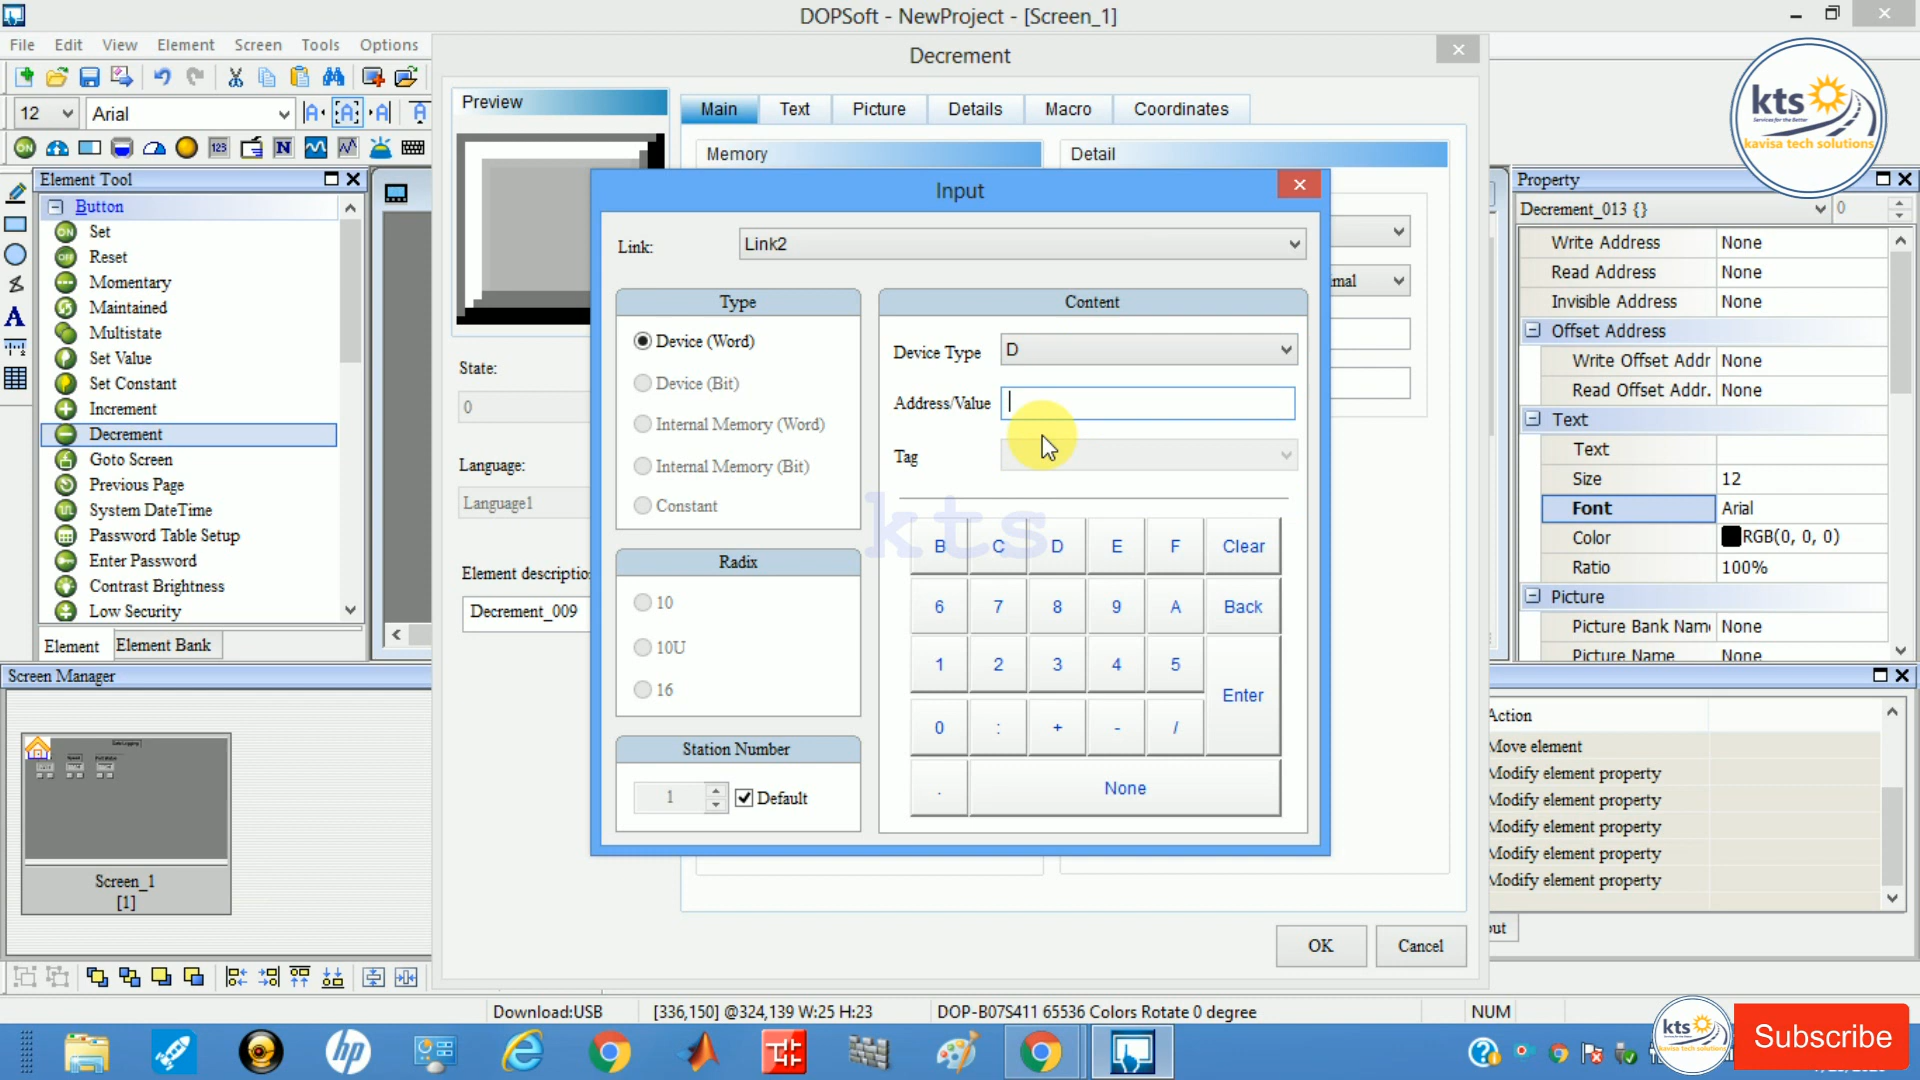 DOPSoft - NewProject - [Screen_1]
File Edit View Element Screen Tools Options
Decrement
12 Arial
Preview
Main Text Picture Details Macro Coordinates
Memory
Detail
kts
Services for the Better
kavisa tech solutions
Element Tool
Button
Set
Reset
Momentary
Maintained
Multistate
Set Value
Set Constant
Increment
Decrement
Goto Screen
Previous Page
System DateTime
Password Table Setup
Enter Password
Contrast Brightness
Low Security
Element
Element Bank
State:
0
Language:
Language1
Element descriptio
Decrement_009
Input
Link:
Link2
Type
Device (Word)
Device (Bit)
Internal Memory (Word)
Internal Memory (Bit)
Constant
Radix
10
10U
16
Station Number
1
Default
Content
Device Type
D
Address/Value
Tag
kts
B C D E F Clear
6 7 8 9 A Back
1 2 3 4 5
Enter
0 : + - /
. None
mal
OK
Cancel
Property
Decrement_013 {}
0
Write Address None
Read Address None
Invisible Address None
Offset Address
Write Offset Addr None
Read Offset Addr. None
Text
Text
Size 12
Font Arial
Color RGB(0, 0, 0)
Ratio 100%
Picture
Picture Bank Name None
Picture Name None
Screen Manager
Screen_1
[1]
Action
Move element
Modify element property
Modify element property
Modify element property
Modify element property
Modify element property
put
Download:USB
[336,150] @324,139 W:25 H:23
DOP-B07S411 65536 Colors Rotate 0 degree
NUM
hp
kts
Subscribe